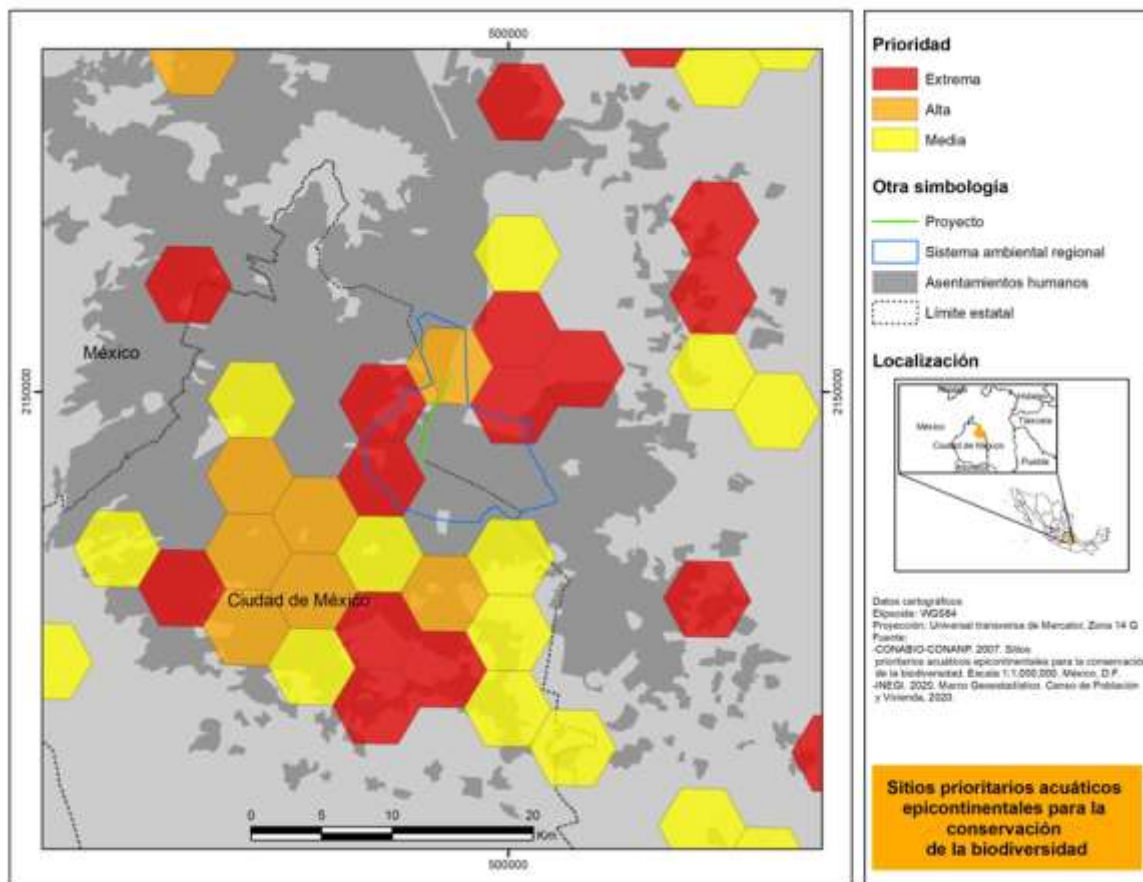 500000
2150000
2150000
500000
México
Ciudad de México
0
5
10
20
Km
Prioridad
Extrema
Alta
Media
Otra simbología
Proyecto
Sistema ambiental regional
Asentamientos humanos
Límite estatal
Localización
México
Hidalgo
Tlaxcala
Ciudad de México
Puebla
Datos cartográficos
Elipsoide: WGS84
Proyección: Universal transversa de Mercator, Zona 14 Q
Fuente:
-CONABIO-CONANP. 2007. Sitios
prioritarios acuáticos epicontinentales para la conservación
de la biodiversidad. Escala 1:1,000,000. México, D.F.
-INEGI. 2020. Marco Geoestadístico. Censo de Población
y Vivienda, 2020.
Sitios prioritarios acuáticos
epicontinentales para la
conservación
de la biodiversidad